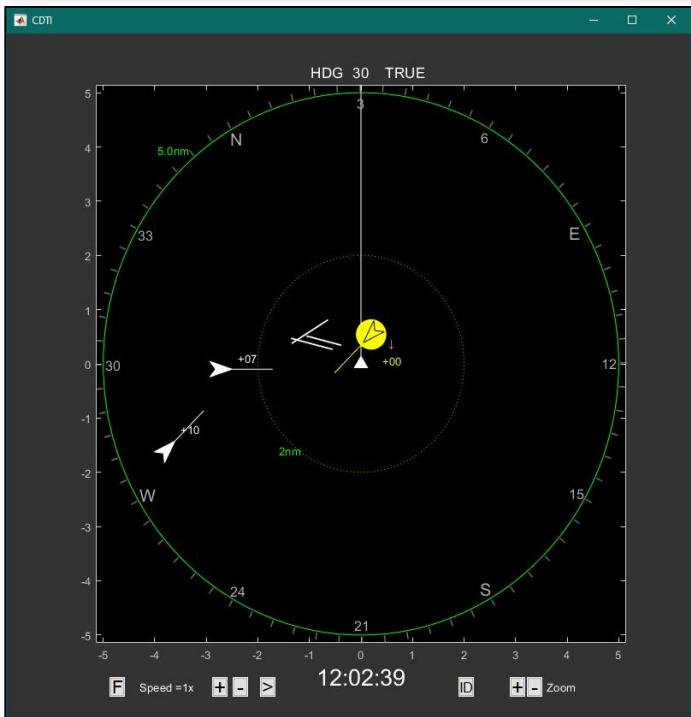 CDTI
HDG 30 TRUE
5
4
3
2
1
0
-1
-2
-3
-4
-5
3
6
E
12
15
S
21
24
W
30
33
N
5.0nm
2nm
+07
+10
↓
+00
-5 -4 -3 -2 -1 0 1 2 3 4 5
F Speed =1x + - > 12:02:39 ID + - Zoom